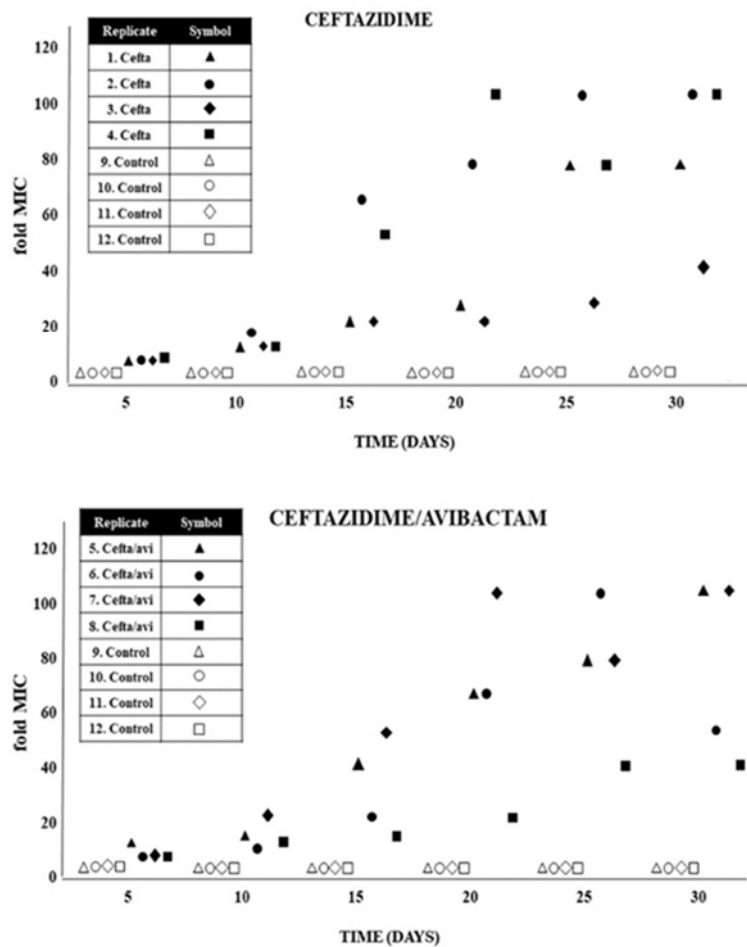 CEFTAZIDIME
Replicate Symbol
1. Cefta
2. Cefta
3. Cefta
4. Cefta
9. Control
10. Control
11. Control
12. Control
fold MIC
120
100
80
60
40
20
0
5 10 15 20 25 30
TIME (DAYS)
CEFTAZIDIME/AVIBACTAM
Replicate Symbol
5. Cefta/avi
6. Cefta/avi
7. Cefta/avi
8. Cefta/avi
9. Control
10. Control
11. Control
12. Control
fold MIC
120
100
80
60
40
20
0
5 10 15 20 25 30
TIME (DAYS)